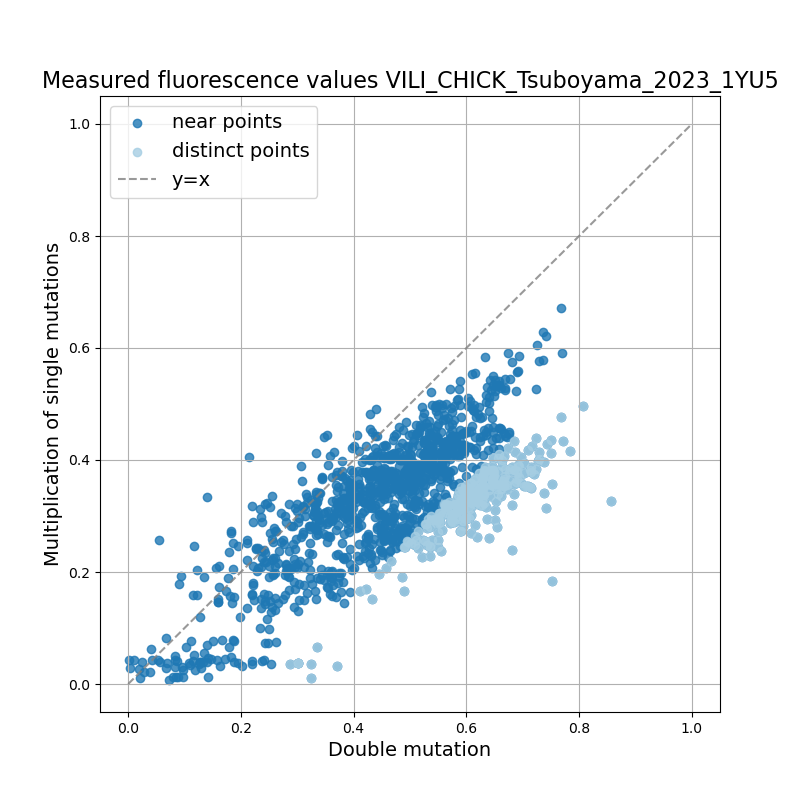 Measured fluorescence values VILI_CHICK_Tsuboyama_2023_1YU5
near points
distinct points
y=x
Multiplication of single mutations
1.0
0.8
0.6
0.4
0.2
0.0
0.0 0.2 0.4 0.6 0.8 1.0
Double mutation